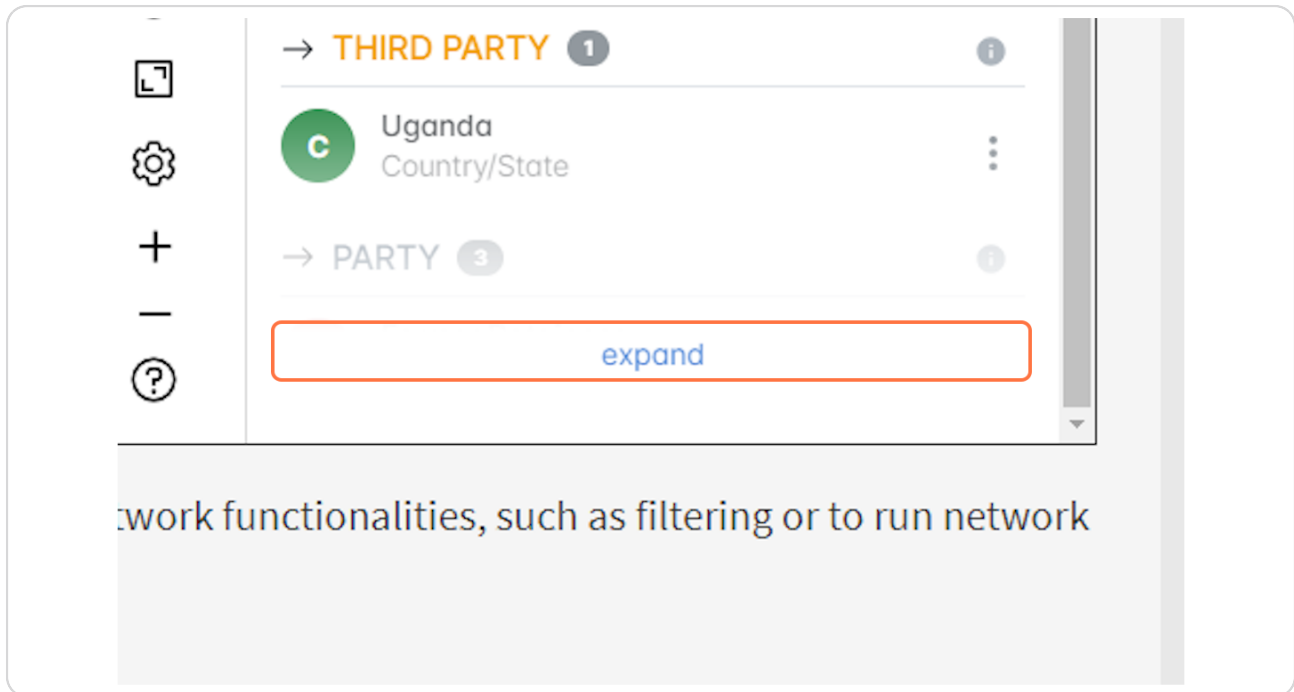 → THIRD PARTY 1
C
Uganda
Country/State
→ PARTY 3
expand
twork functionalities, such as filtering or to run network